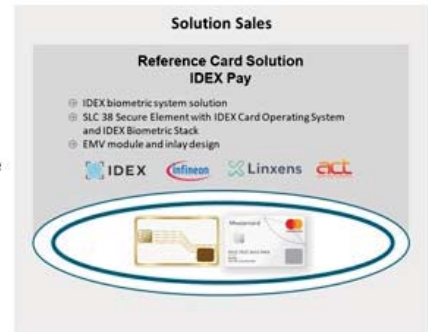 Solution Sales
Reference Card Solution
IDEX Pay
IDEX biometric system solution
SLC 38 Secure Element with IDEX Card Operating System
and IDEX Biometric Stack
EMV module and inlay design
IDEX
infineon
Linxens
act
Mastercard